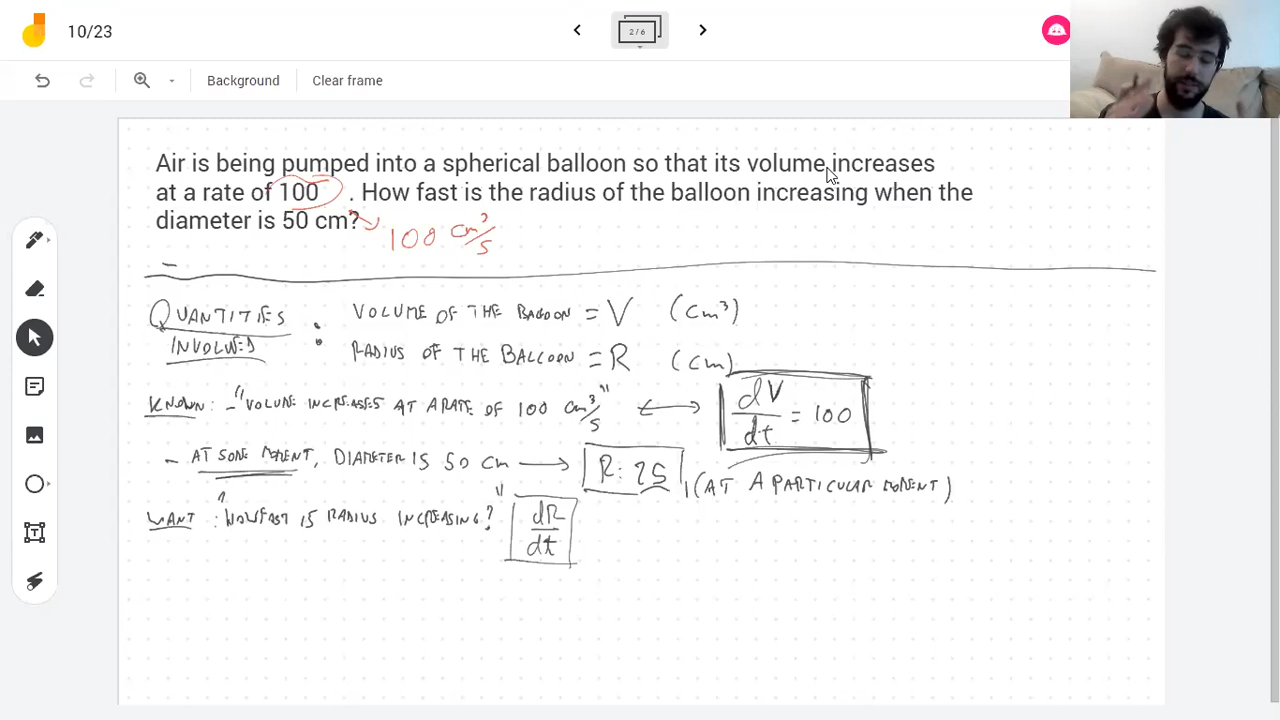 10/23
2 / 6
Background
Clear frame
Air is being pumped into a spherical balloon so that its volume increases
at a rate of 100 . How fast is the radius of the balloon increasing when the
diameter is 50 cm?
100 cm³/s
QUANTITIES INVOLVED : VOLUME OF THE BALLOON = V (cm³)
RADIUS OF THE BALLOON = R (cm)
KNOWN: - "VOLUME INCREASES AT A RATE OF 100 cm³/s" ⟷ dV/dt = 100
- AT SOME MOMENT, DIAMETER IS 50 cm ⟶ R = 25 (AT A PARTICULAR MOMENT)
WANT : "HOW FAST IS RADIUS INCREASING?" dR/dt